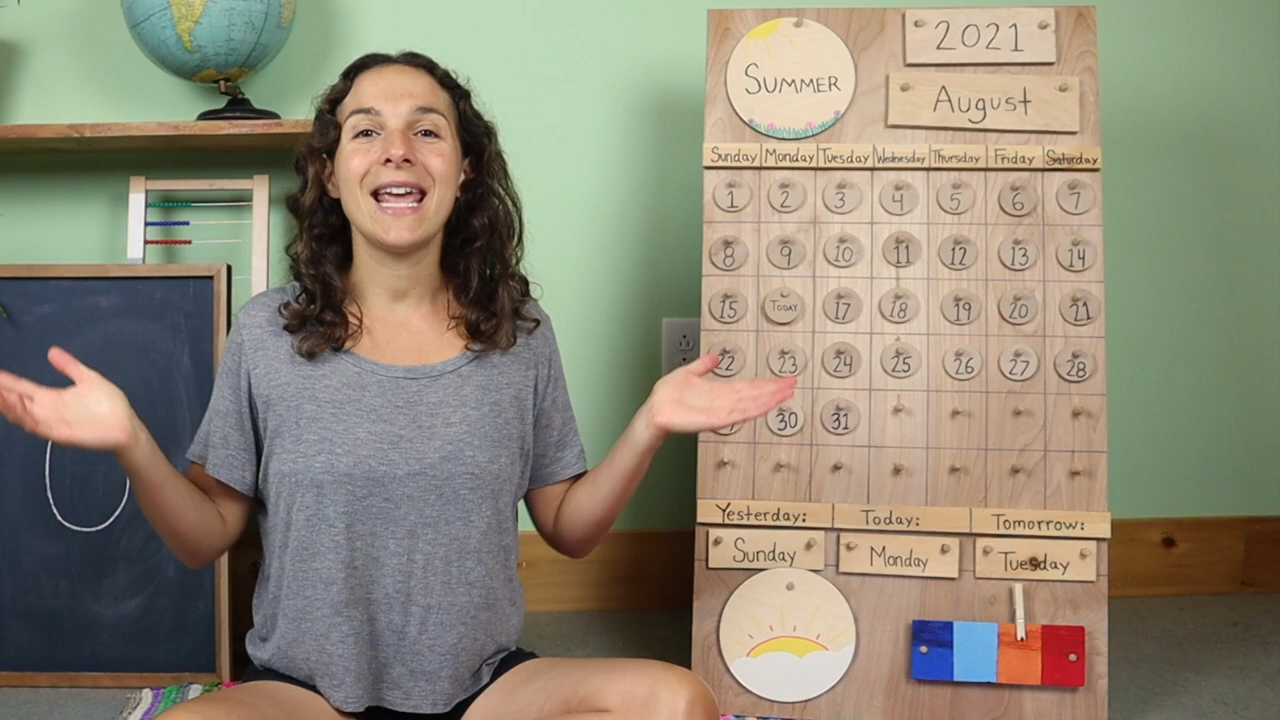 SUMMER
2021
August
Sunday Monday Tuesday Wednesday Thursday Friday Saturday
1 2 3 4 5 6 7
8 9 10 11 12 13 14
15 TODAY 17 18 19 20 21
22 23 24 25 26 27 28
30 31
Yesterday: Today: Tomorrow:
Sunday Monday Tuesday